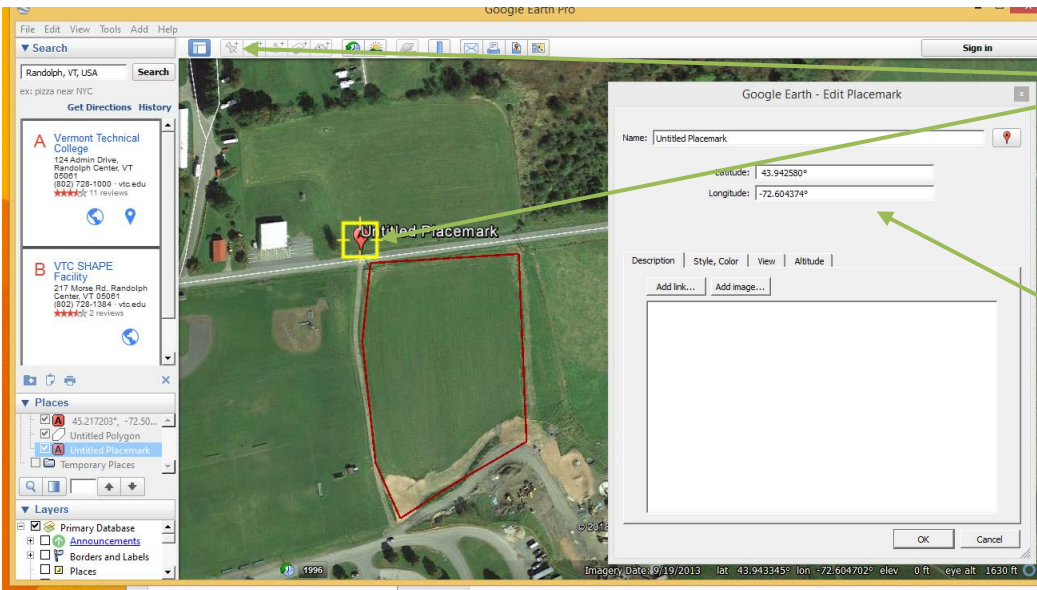 Google Earth Pro
File Edit View Tools Add Help
▼ Search
Sign in
Randolph, VT, USA Search
ex: pizza near NYC
Get Directions History
A Vermont Technical
College
124 Admin Drive,
Randolph Center, VT
05061
(802) 728-1000 · vtc.edu
11 reviews
B VTC SHAPE
Facility
217 Morse Rd, Randolph
Center, VT 05061
(802) 728-1384 · vtc.edu
2 reviews
▼ Places
A 45.217203°, -72.50...
Untitled Polygon
A Untitled Placemark
Temporary Places
▼ Layers
Primary Database
Announcements
Borders and Labels
Places
Untitled Placemark
1996
© 2018
Google Earth - Edit Placemark
x
Name: Untitled Placemark
Latitude: 43.942580°
Longitude: -72.604374°
Description Style, Color View Altitude
Add link... Add image...
OK Cancel
Imagery Date: 9/19/2013 lat 43.943345° lon -72.604702° elev 0 ft eye alt 1630 ft